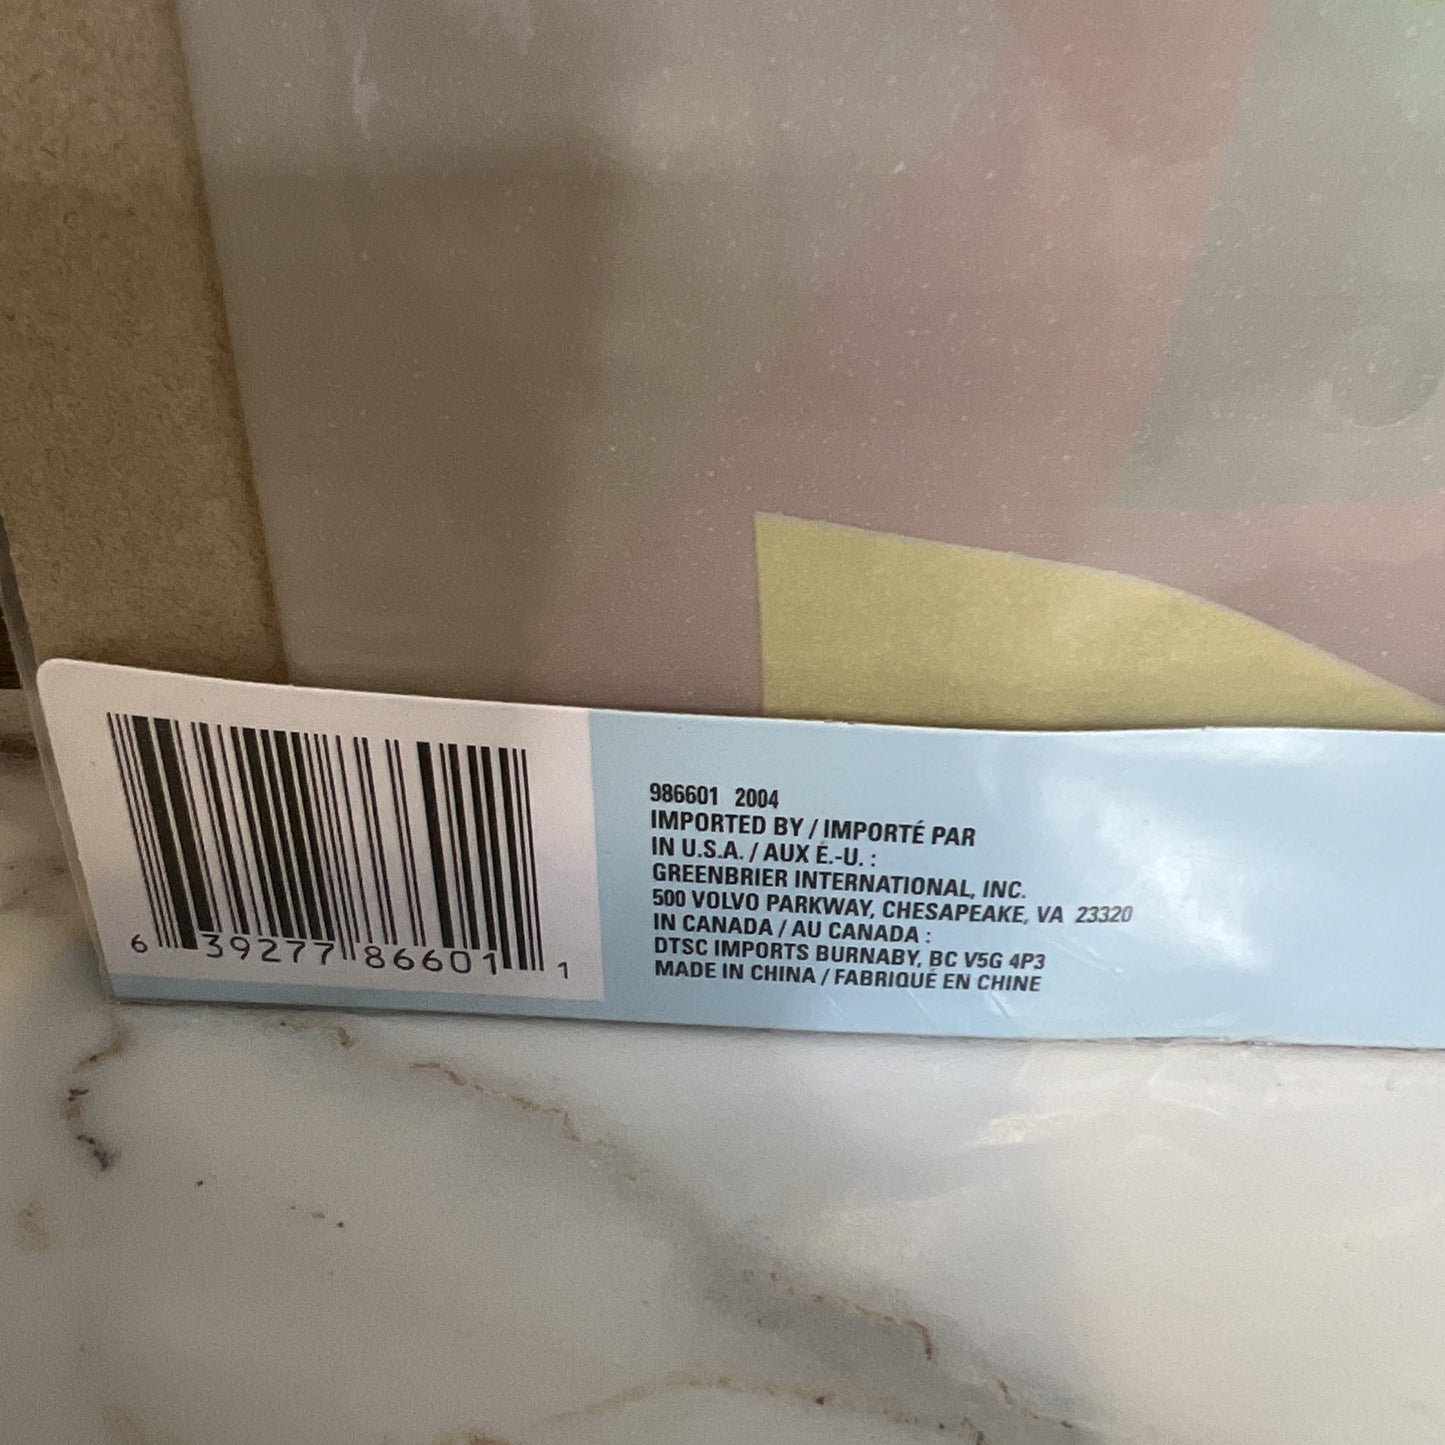 6 39277 86601 1
986601 2004
IMPORTED BY / IMPORTÉ PAR
IN U.S.A. / AUX É.-U. :
GREENBRIER INTERNATIONAL, INC.
500 VOLVO PARKWAY, CHESAPEAKE, VA 23320
IN CANADA / AU CANADA :
DTSC IMPORTS BURNABY, BC V5G 4P3
MADE IN CHINA / FABRIQUÉ EN CHINE